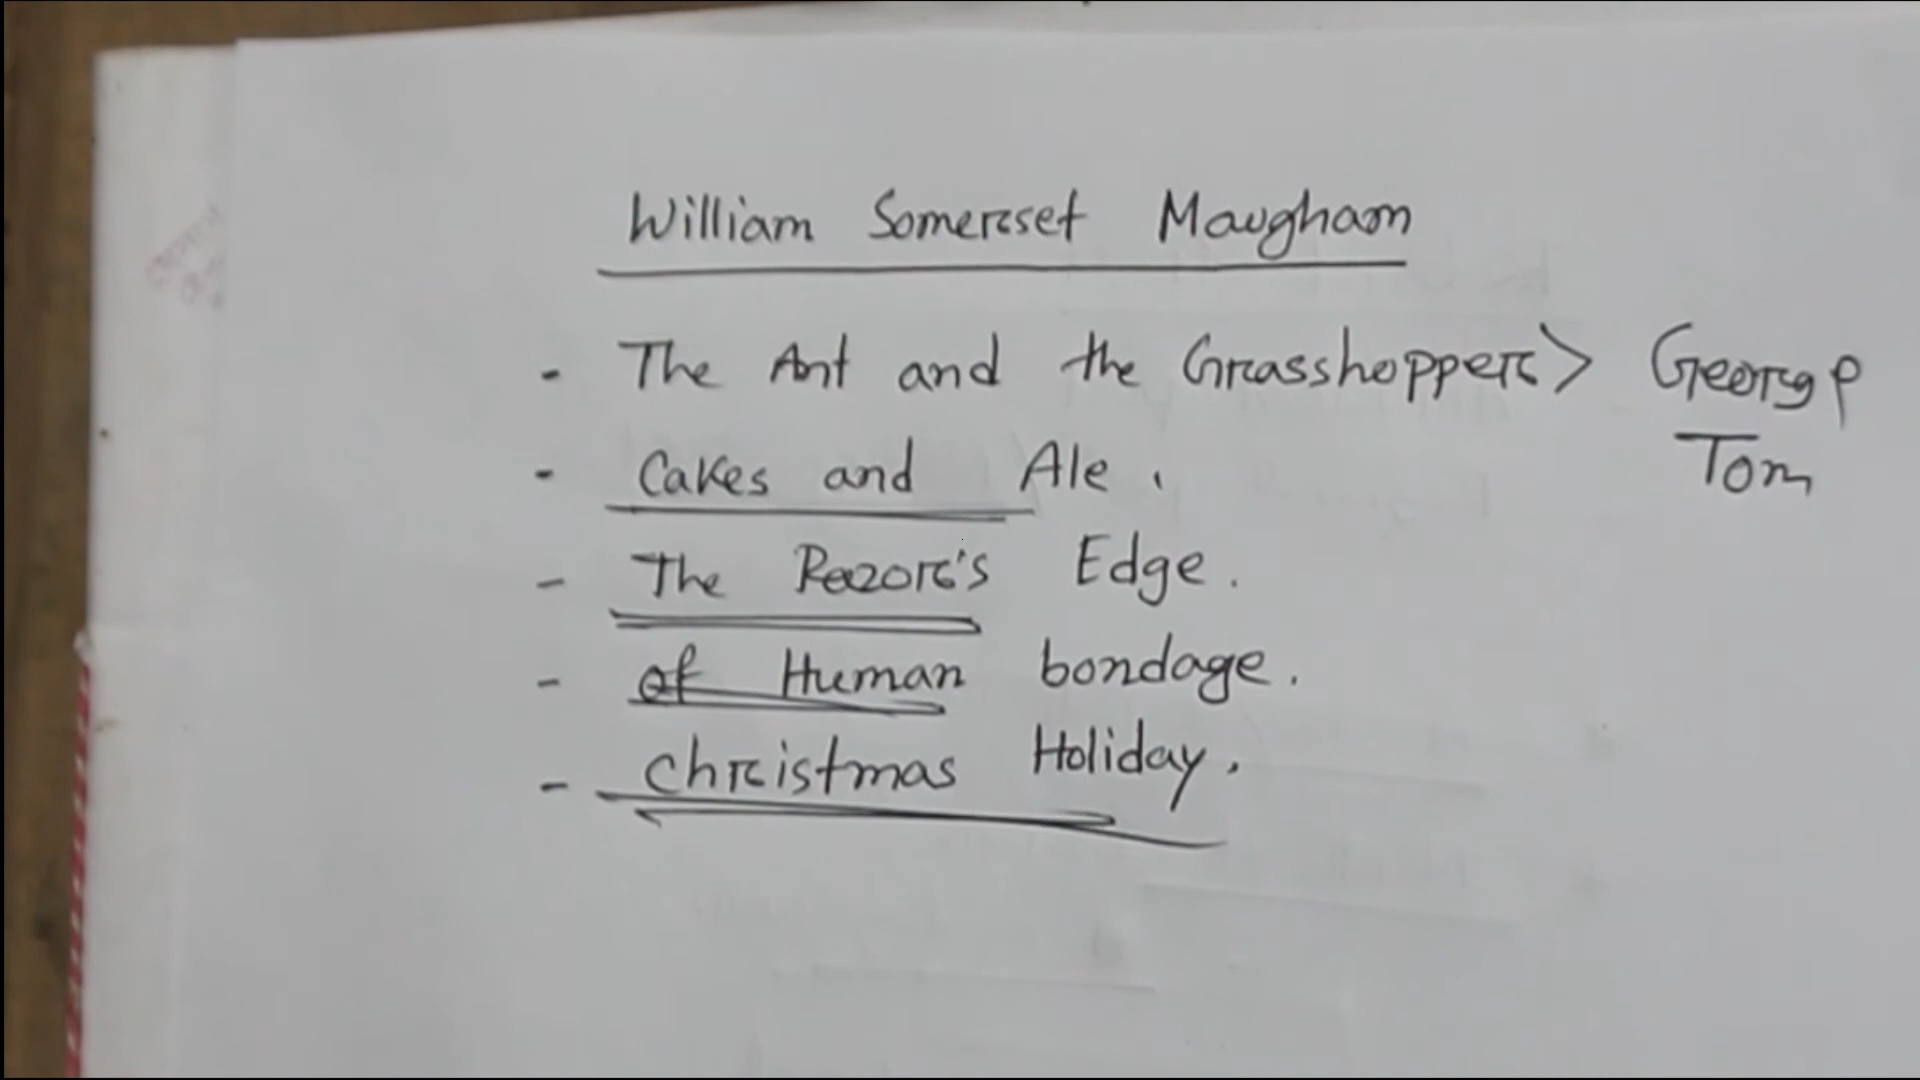 William Somerset Maugham
- The Ant and the Grasshopper> George
Tom
- Cakes and Ale.
- The Razor's Edge.
- of Human bondage.
- christmas Holiday.